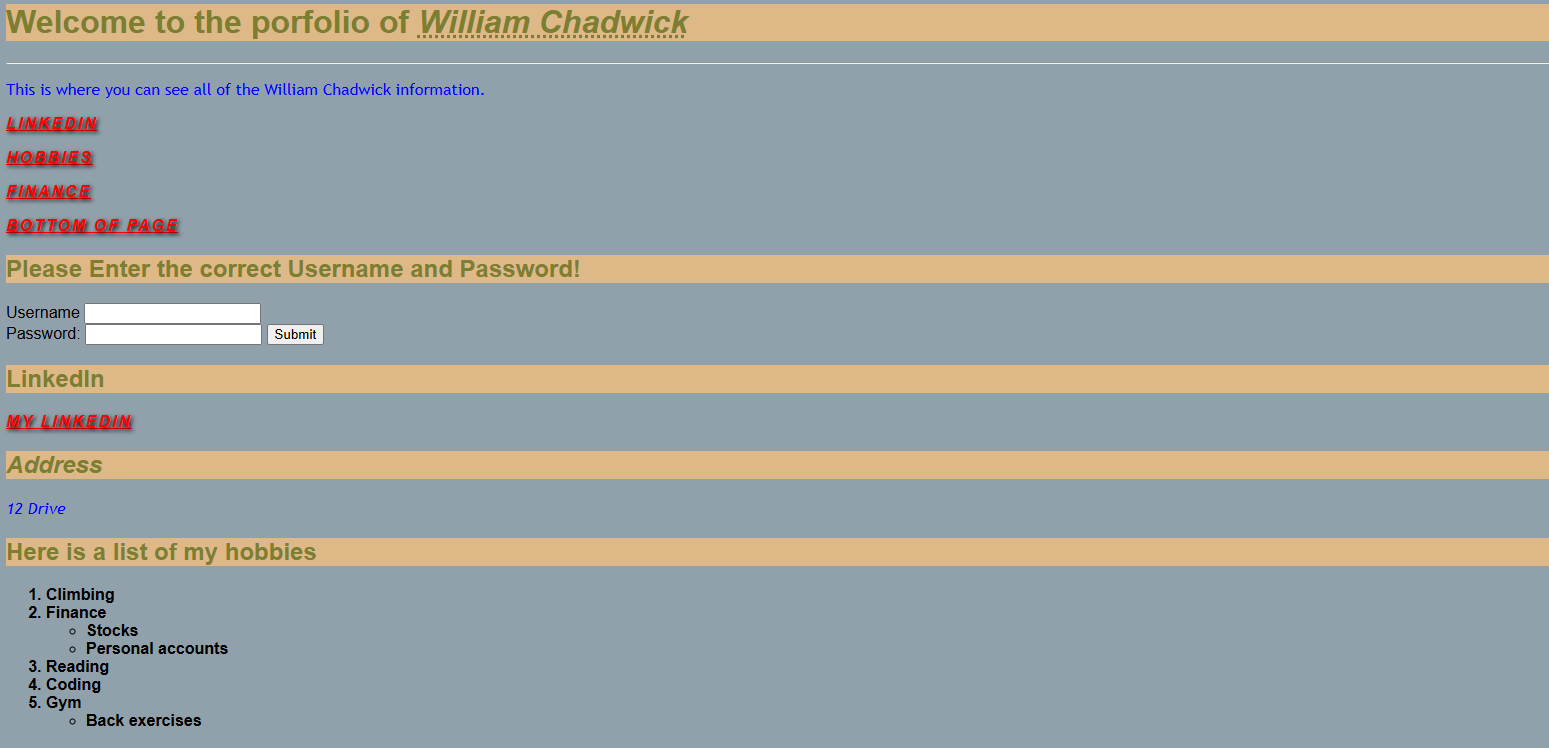 Welcome to the porfolio of William Chadwick
This is where you can see all of the William Chadwick information.
LINKEDIN
HOBBIES
FINANCE
BOTTOM OF PAGE
Please Enter the correct Username and Password!
Username
Password: Submit
LinkedIn
MY LINKEDIN
Address
12 Drive
Here is a list of my hobbies
1. Climbing
2. Finance
○ Stocks
○ Personal accounts
3. Reading
4. Coding
5. Gym
○ Back exercises